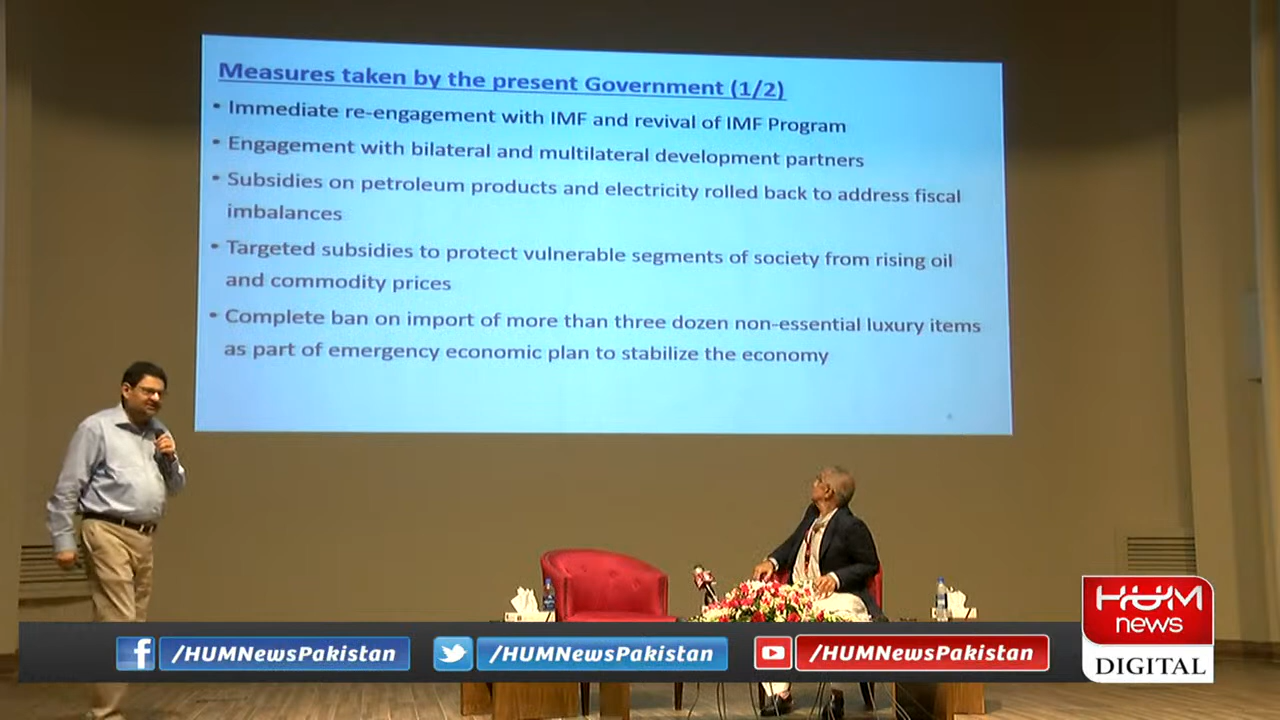 Measures taken by the present Government (1/2)
• Immediate re-engagement with IMF and revival of IMF Program
• Engagement with bilateral and multilateral development partners
• Subsidies on petroleum products and electricity rolled back to address fiscal
imbalances
• Targeted subsidies to protect vulnerable segments of society from rising oil
and commodity prices
• Complete ban on import of more than three dozen non-essential luxury items
as part of emergency economic plan to stabilize the economy
f /HUMNewsPakistan
/HUMNewsPakistan
/HUMNewsPakistan
HUM
news
DIGITAL